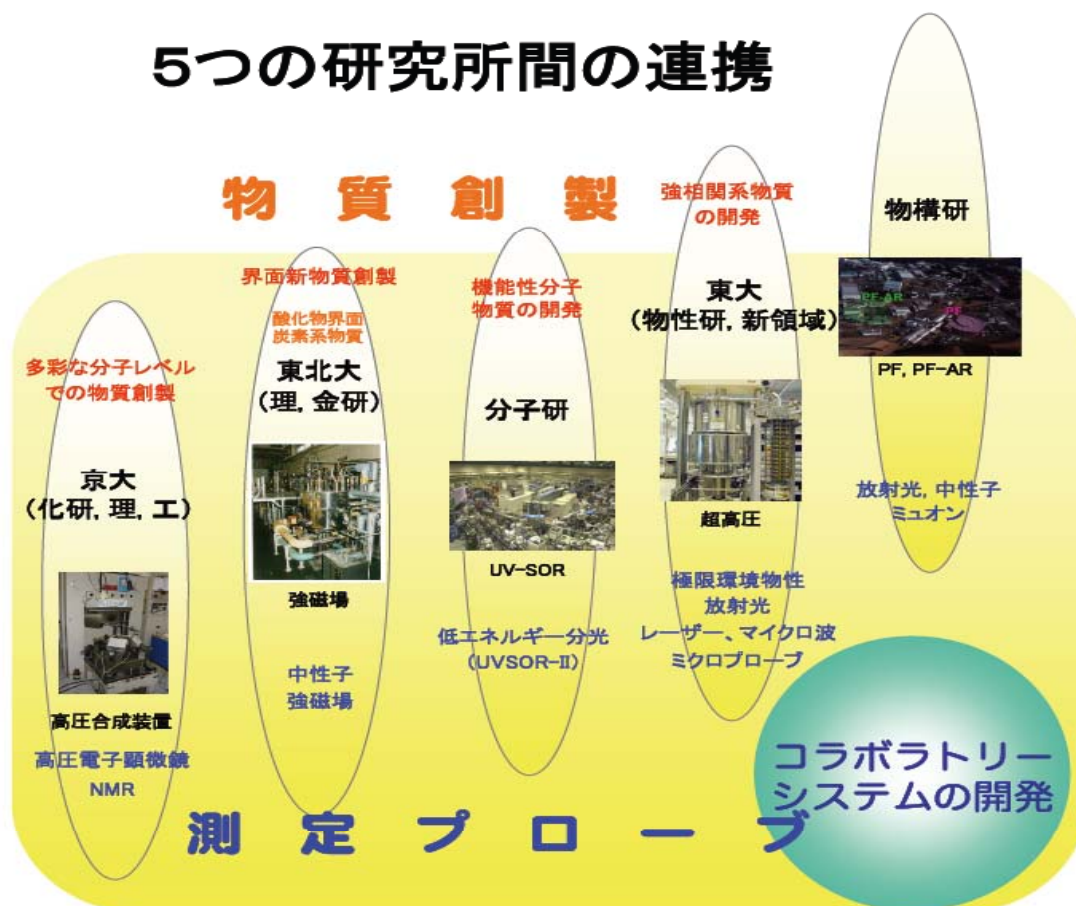 5つの研究所間の連携
物質創製
多彩な分子レベル
での物質創製
京大
(化研, 理, 工)
高圧合成装置
高圧電子顕微鏡
NMR
界面新物質創製
酸化物界面
炭素系物質
東北大
(理, 金研)
強磁場
中性子
強磁場
機能性分子
物質の開発
分子研
UV-SOR
低エネルギー分光
(UVSOR-II)
強相関系物質
の開発
東大
(物性研, 新領域)
超高圧
極限環境物性
放射光
レーザー、マイクロ波
ミクロプローブ
物構研
PF-AR
PF
PF, PF-AR
放射光, 中性子
ミュオン
コラボラトリー
システムの開発
測定プローブ